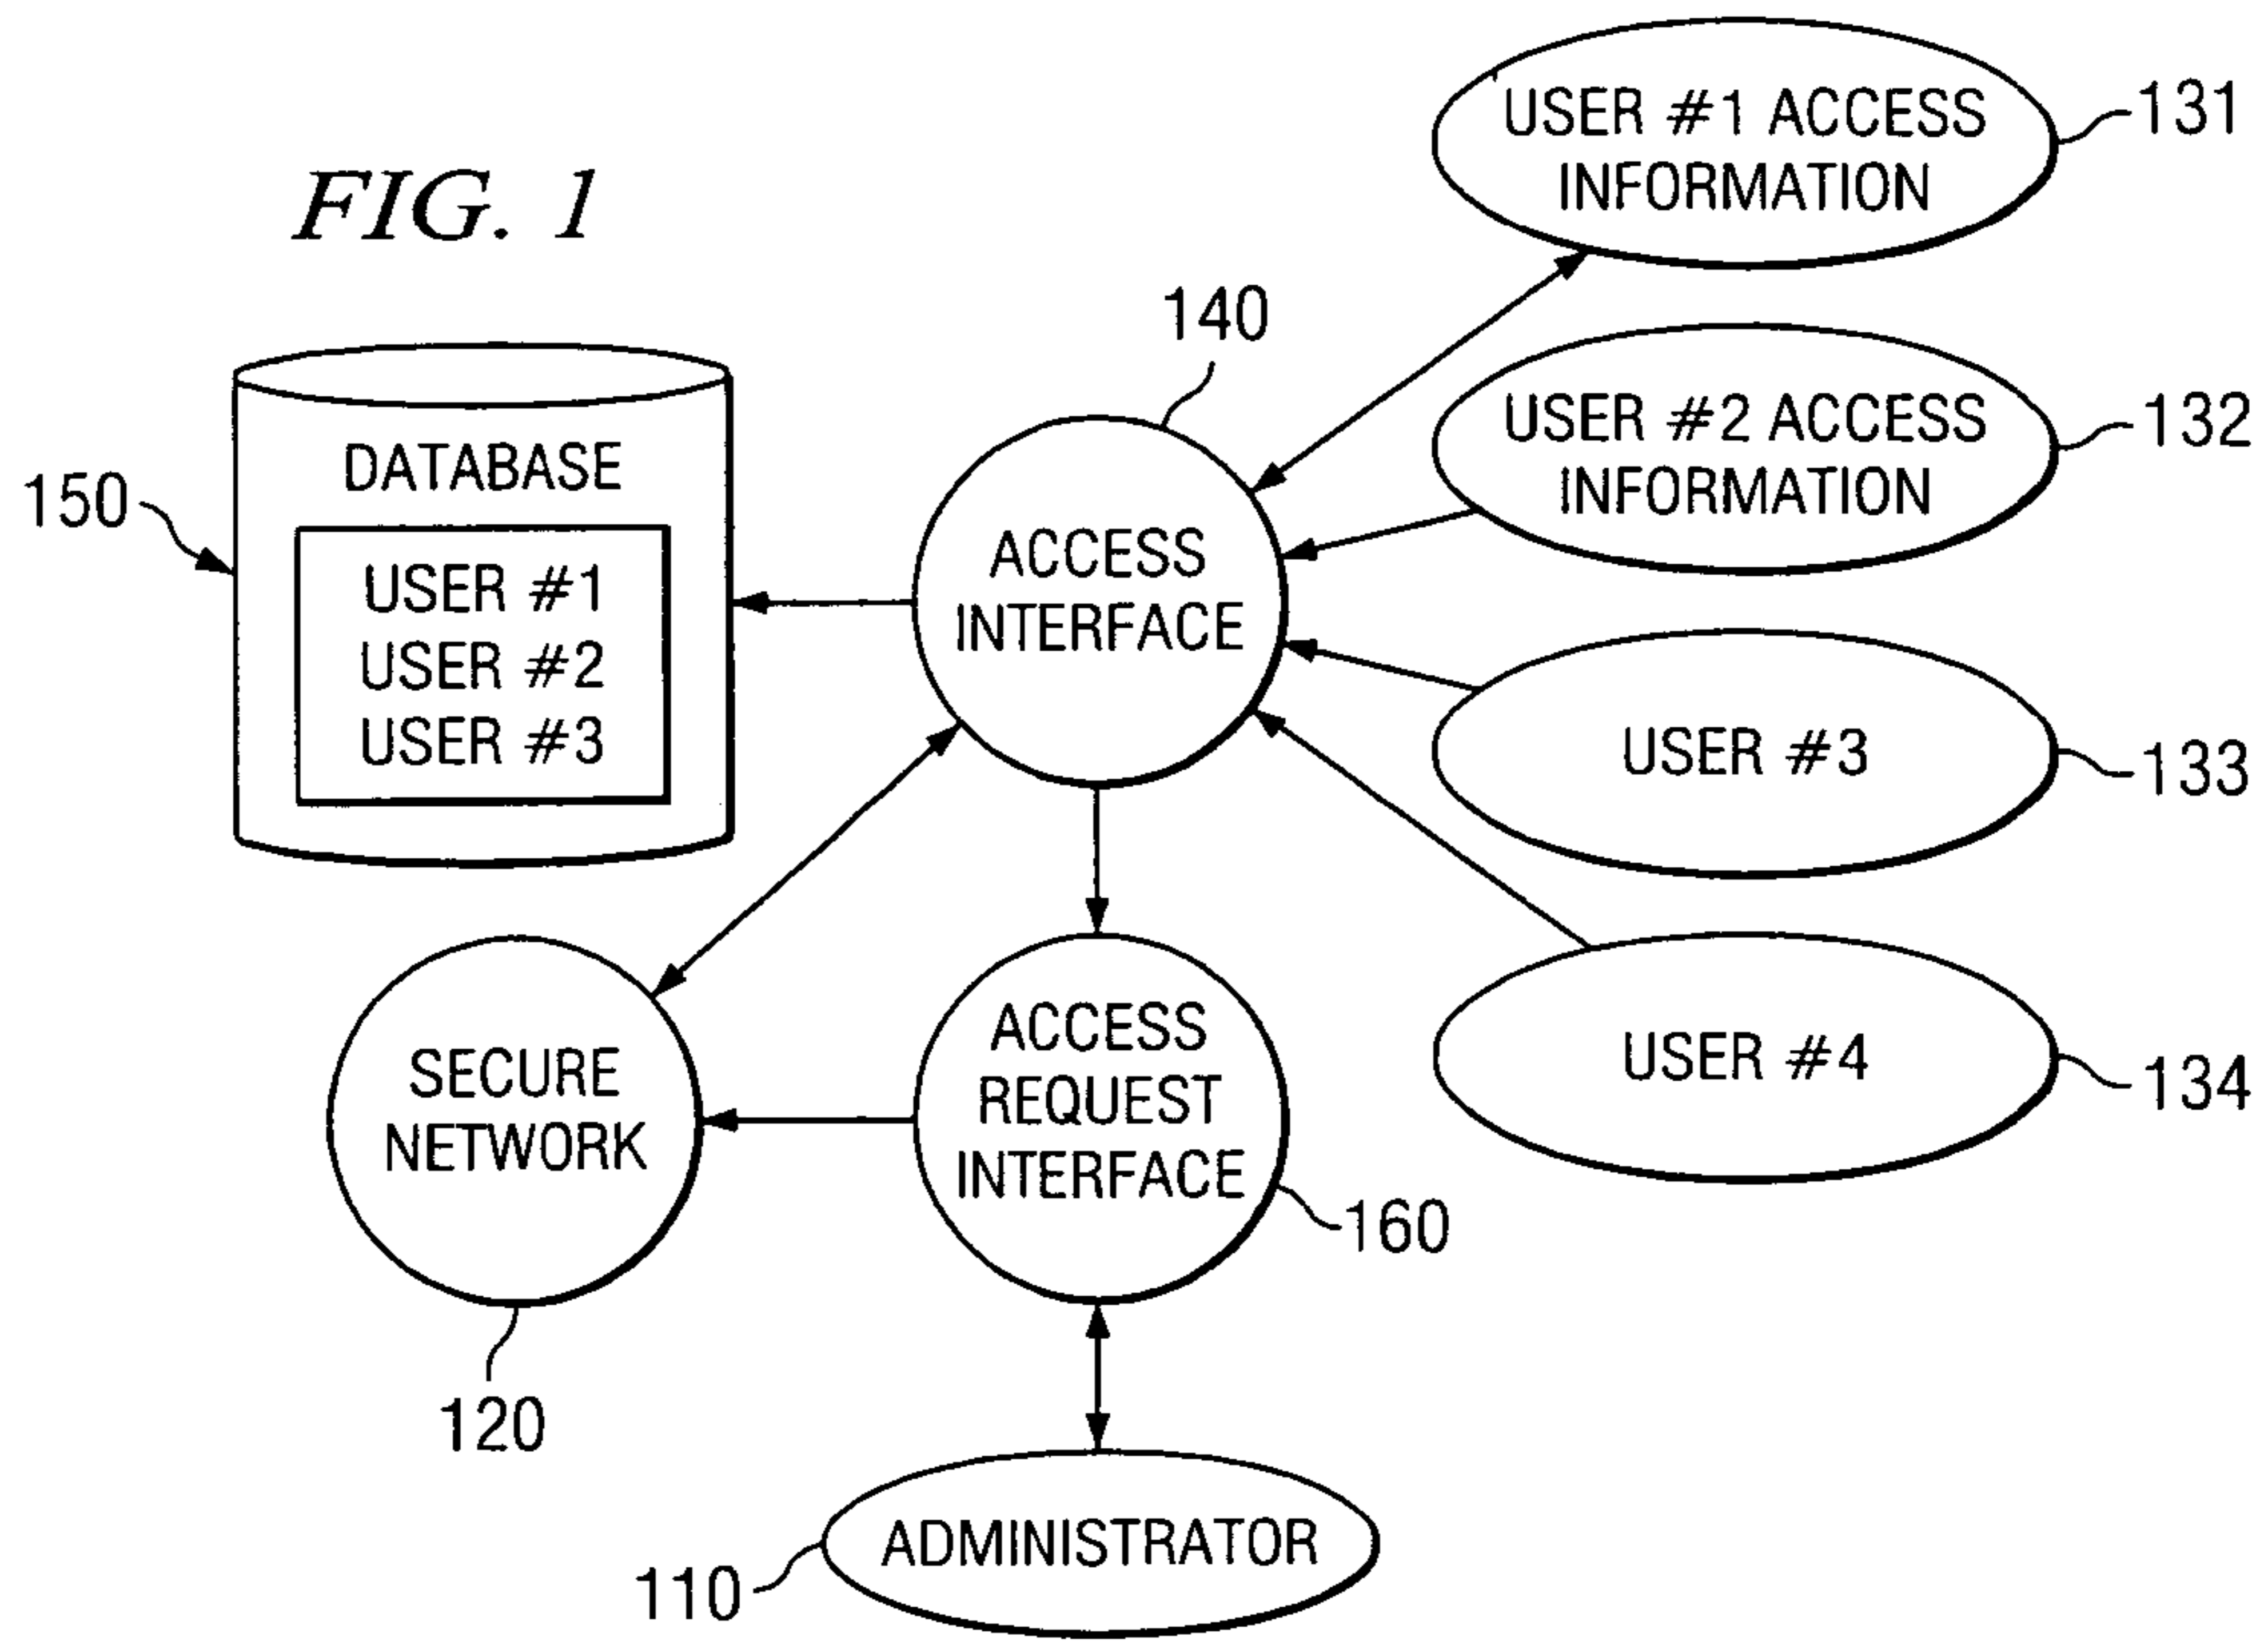 FIG. 1
USER #1 ACCESS
INFORMATION
131
140
USER #2 ACCESS
INFORMATION
132
DATABASE
150
USER #1
USER #2
USER #3
ACCESS
INTERFACE
USER #3
133
SECURE
NETWORK
120
ACCESS
REQUEST
INTERFACE
160
USER #4
134
ADMINISTRATOR
110